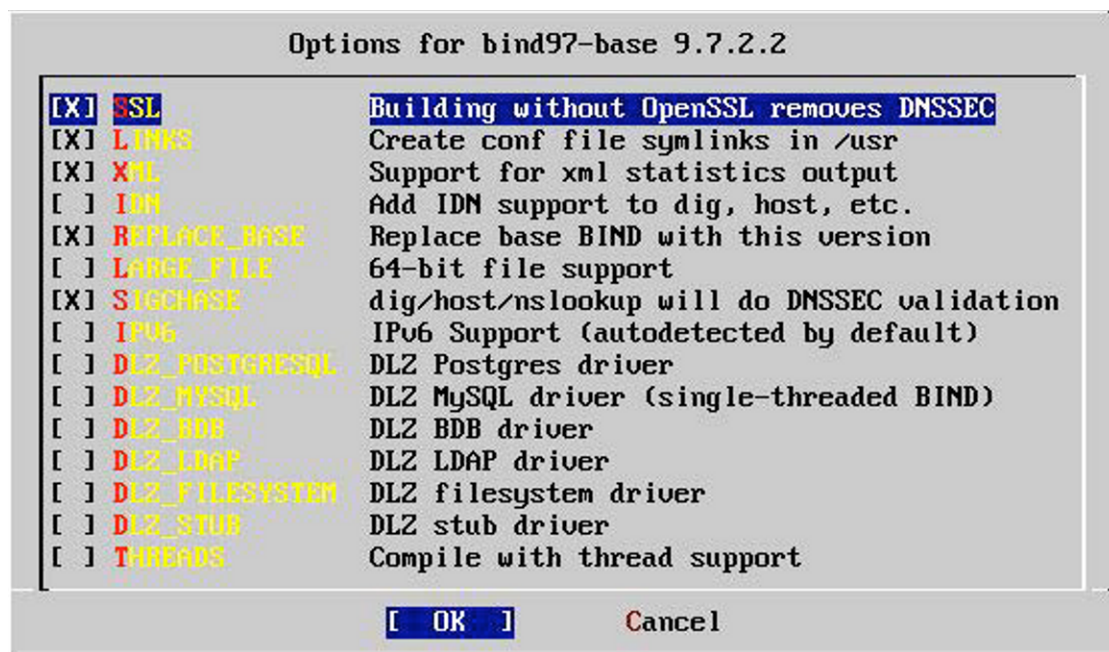 Options for bind97-base 9.7.2.2
[X] SSL Building without OpenSSL removes DNSSEC
[X] LINKS Create conf file symlinks in /usr
[X] XML Support for xml statistics output
[ ] IDN Add IDN support to dig, host, etc.
[X] REPLACE_BASE Replace base BIND with this version
[ ] LARGE_FILE 64-bit file support
[X] SIGCHASE dig/host/nslookup will do DNSSEC validation
[ ] IPV6 IPv6 Support (autodetected by default)
[ ] DLZ_POSTGRESQL DLZ Postgres driver
[ ] DLZ_MYSQL DLZ MySQL driver (single-threaded BIND)
[ ] DLZ_BDB DLZ BDB driver
[ ] DLZ_LDAP DLZ LDAP driver
[ ] DLZ_FILESYSTEM DLZ filesystem driver
[ ] DLZ_STUB DLZ stub driver
[ ] THREADS Compile with thread support
[ OK ] Cancel